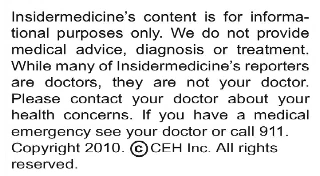 Insidermedicine's content is for informa-
tional purposes only. We do not provide
medical advice, diagnosis or treatment.
While many of Insidermedicine's reporters
are doctors, they are not your doctor.
Please contact your doctor about your
health concerns. If you have a medical
emergency see your doctor or call 911.
Copyright 2010. © CEH Inc. All rights
reserved.